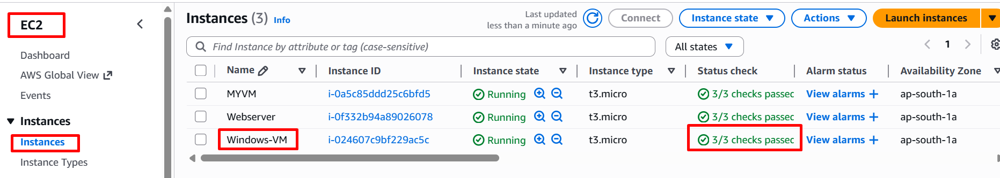 EC2
Dashboard
AWS Global View
Events
Instances
Instances
Instance Types
Instances (3) Info
Last updated
less than a minute ago
Connect
Instance state
Actions
Launch instances
Find Instance by attribute or tag (case-sensitive)
All states
1
Name Instance ID Instance state Instance type Status check Alarm status Availability Zone
MYVM i-0a5c85ddd25c6bfd5 Running t3.micro 3/3 checks passec View alarms + ap-south-1a
Webserver i-0f332b94a89026078 Running t3.micro 3/3 checks passec View alarms + ap-south-1a
Windows-VM i-024607c9bf229ac5c Running t3.micro 3/3 checks passec View alarms + ap-south-1a